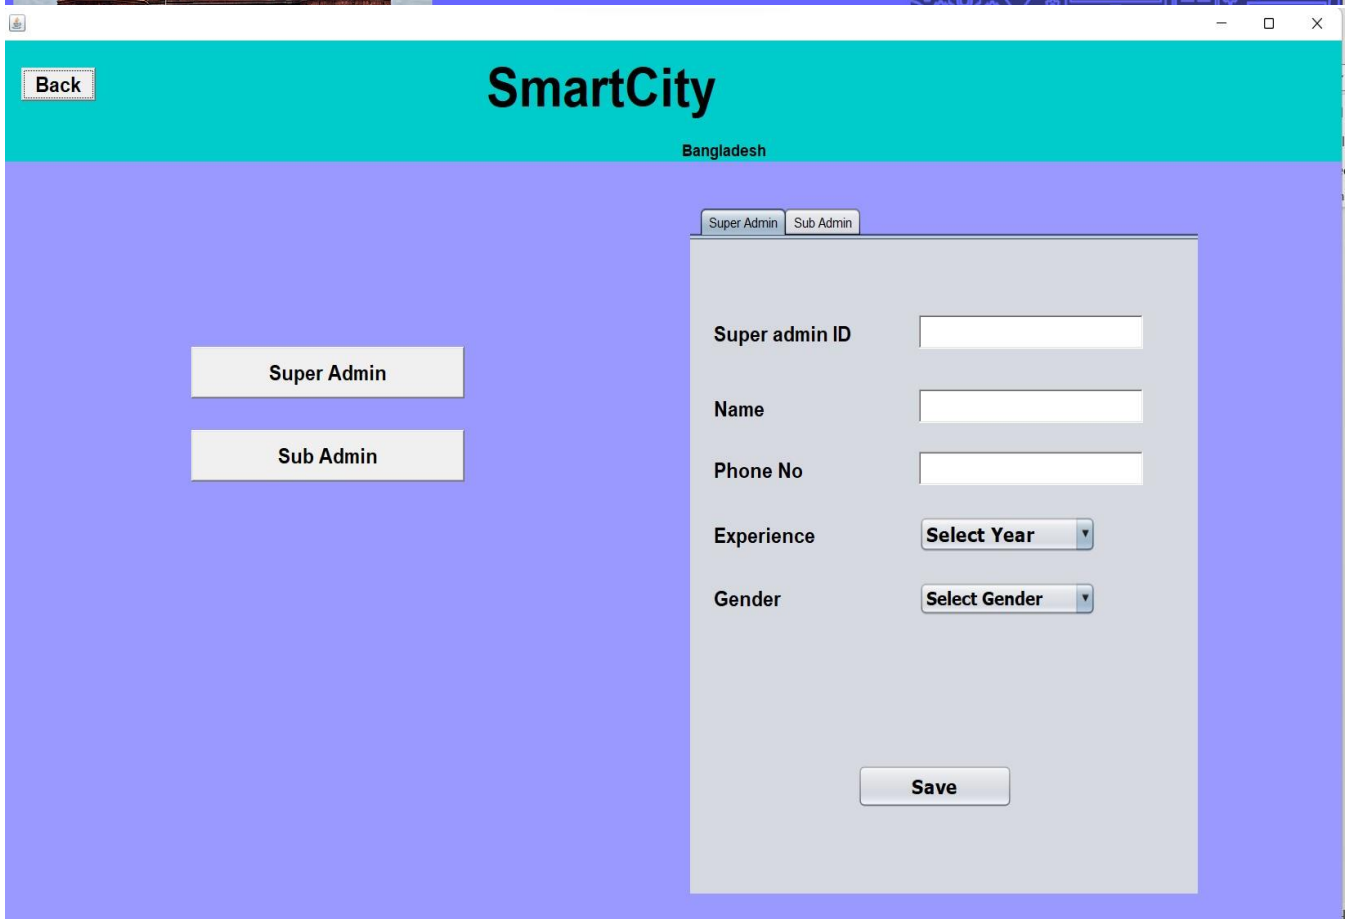 Back
SmartCity
Bangladesh
Super Admin
Sub Admin
Super Admin Sub Admin
Super admin ID
Name
Phone No
Experience Select Year
Gender Select Gender
Save